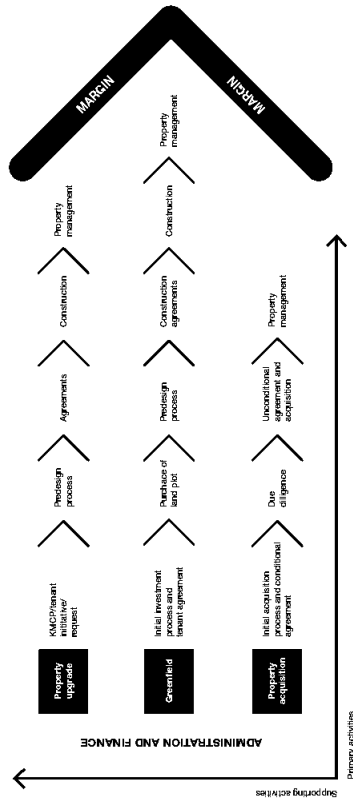 Supporting activities
ADMINISTRATION AND FINANCE
Property
upgrade
KMCP/tenant
inititative/
request
Predesign
process
Agreements
Construction
Property
management
Greenfield
Initial investment
process and
tenant agreement
Purchace of
land plot
Predesign
process
Construction
agreements
Construction
Property
management
Property
acquisition
Initial acquisition
process and conditional
agreement
Due
diligence
Unconditional
agreement and
acquisition
Property
management
MARGIN
MARGIN
Primary activities